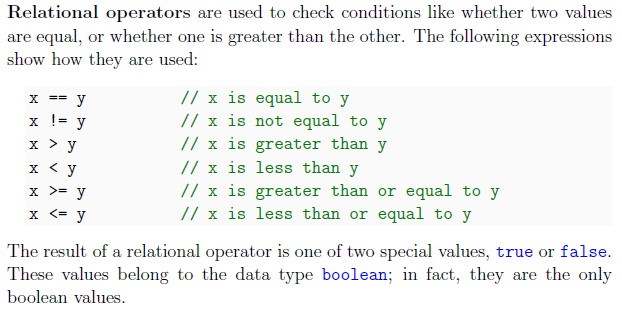 Relational operators are used to check conditions like whether two values
are equal, or whether one is greater than the other. The following expressions
show how they are used:
x == y // x is equal to y
x != y // x is not equal to y
x > y // x is greater than y
x < y // x is less than y
x >= y // x is greater than or equal to y
x <= y // x is less than or equal to y
The result of a relational operator is one of two special values, true or false.
These values belong to the data type boolean; in fact, they are the only
boolean values.